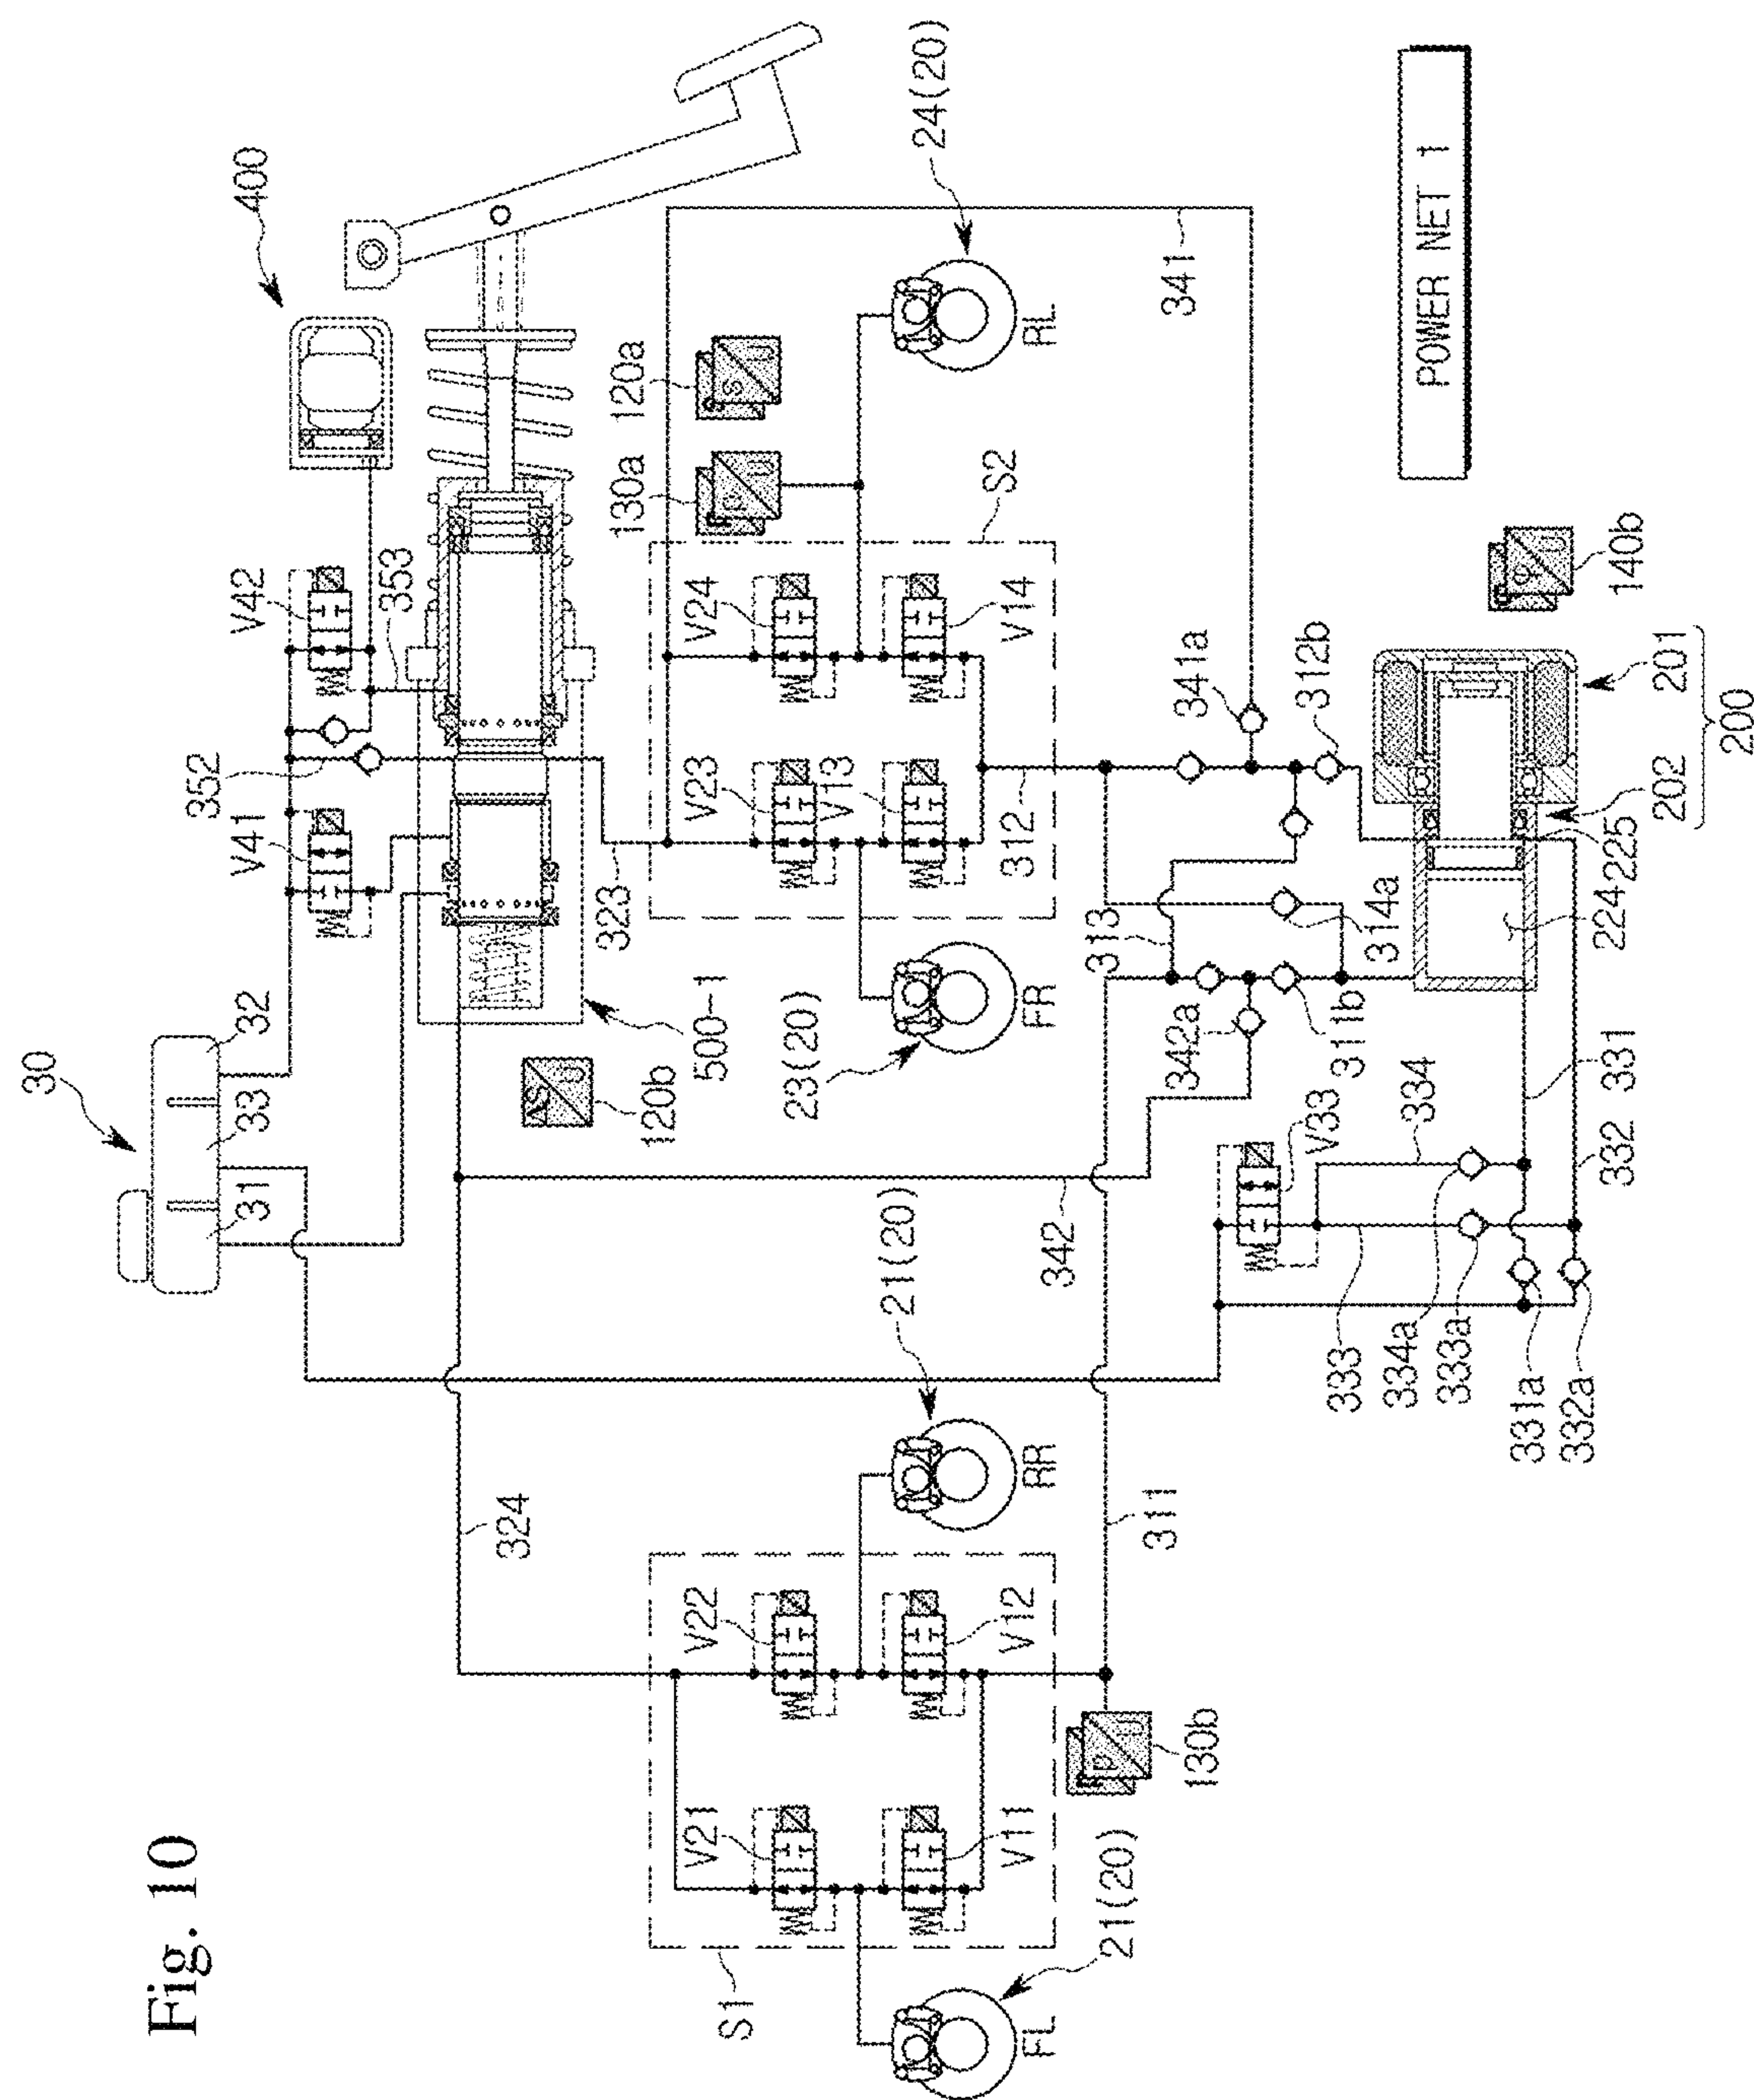 Fig. 10
30
31
33
32
V41
352
V42
353
400
324
120b
500-1
323
130a
120a
S1
V21
V22
V11
V12
V23
V24
V13
V14
S2
FL
21(20)
RR
21(20)
23(20)
FR
RL
24(20)
130b
311
342
312
313
314a
342a
311b
341a
312b
341
V33
334
333
334a
333a
331a
332a
331
332
224
225
202
201
200
140b
POWER NET 1